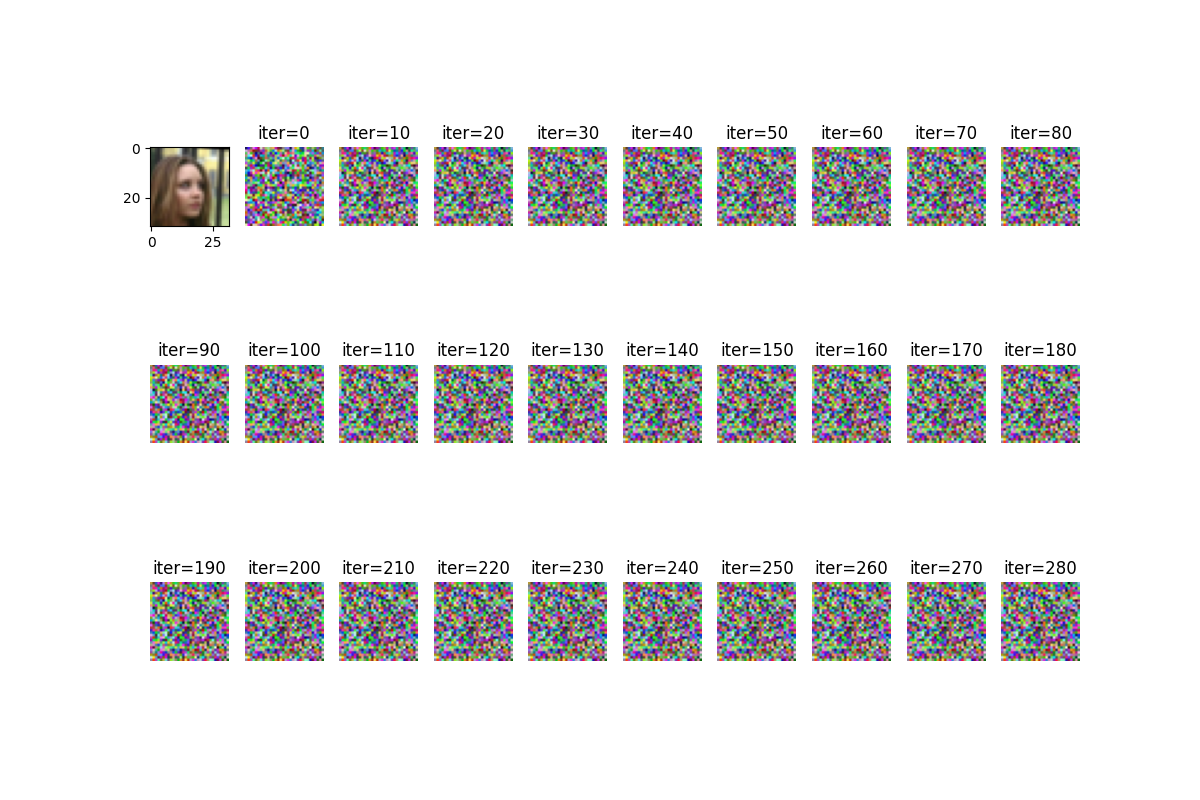 iter=0 iter=10 iter=20 iter=30 iter=40 iter=50 iter=60 iter=70 iter=80
0
20
0 25
iter=90 iter=100 iter=110 iter=120 iter=130 iter=140 iter=150 iter=160 iter=170 iter=180
iter=190 iter=200 iter=210 iter=220 iter=230 iter=240 iter=250 iter=260 iter=270 iter=280